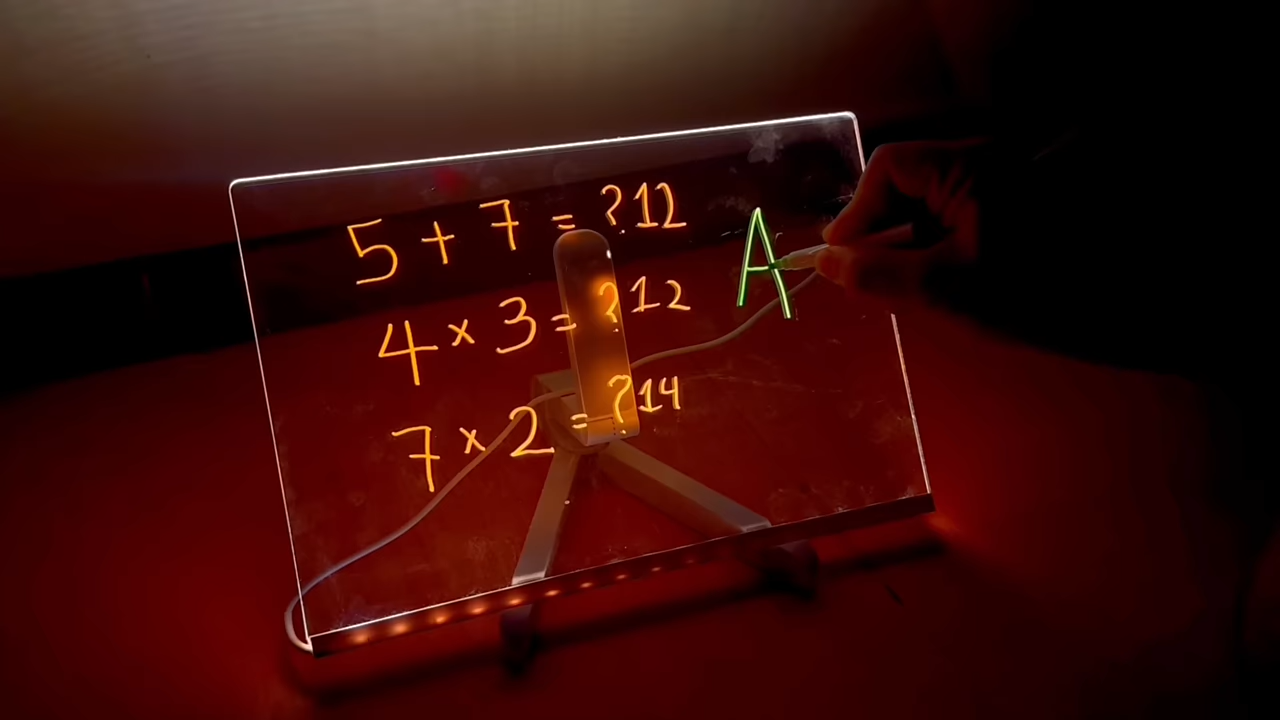 5 + 7 = ?12
4 × 3 = ?12
7 × 2 = ?14
A